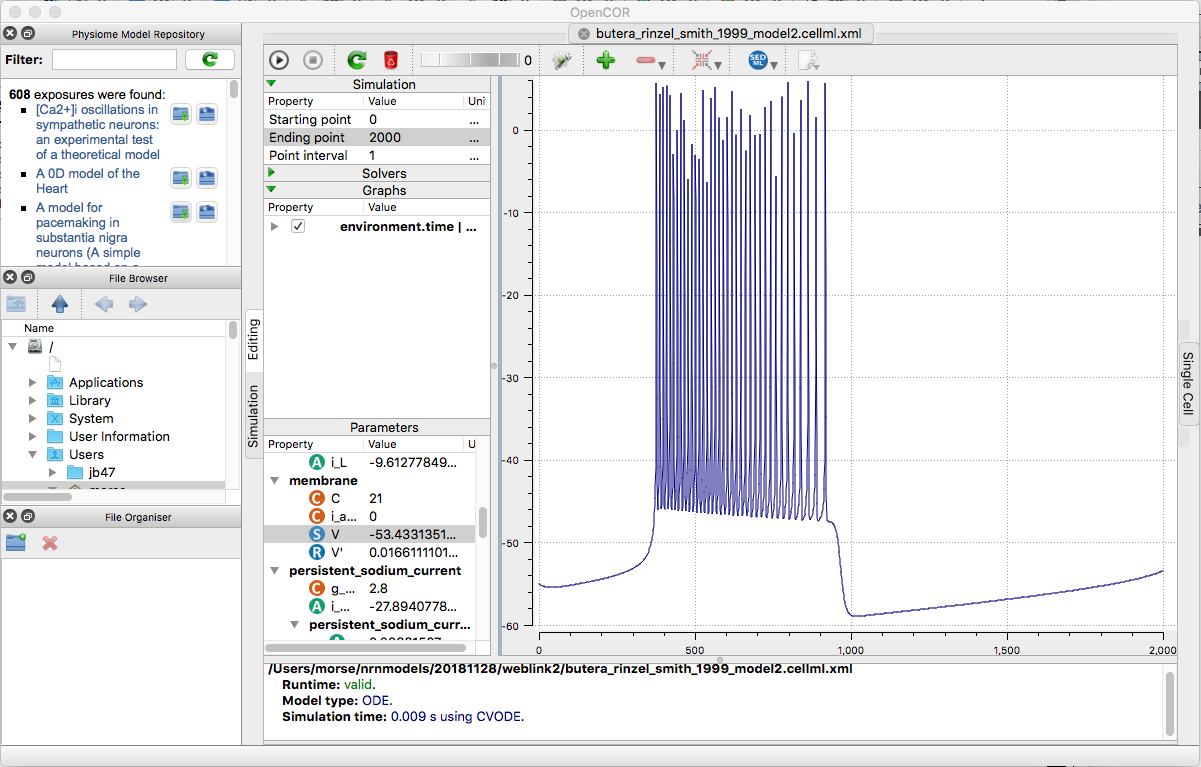 OpenCOR
Physiome Model Repository
Filter:
608 exposures were found:
[Ca2+]i oscillations in
sympathetic neurons:
an experimental test
of a theoretical model
A 0D model of the
Heart
A model for
pacemaking in
substantia nigra
neurons (A simple
model based on a
File Browser
Name
/
Applications
Library
System
User Information
Users
jb47
morse
File Organiser
Editing
Simulation
butera_rinzel_smith_1999_model2.cellml.xml
0
SED
ML
Simulation
Property Value Uni
Starting point 0 ...
Ending point 2000 ...
Point interval 1 ...
Solvers
Graphs
Property Value
environment.time | ...
Parameters
Property Value U
A i_L -9.61277849...
membrane
C C 21
C i_a... 0
S V -53.4331351...
R V' 0.0166111101...
persistent_sodium_current
C g_... 2.8
A i_... -27.8940778...
persistent_sodium_curr...
0
-10
-20
-30
-40
-50
-60
0 500 1,000 1,500 2,000
Single Cell
/Users/morse/nrnmodels/20181128/weblink2/butera_rinzel_smith_1999_model2.cellml.xml
Runtime: valid.
Model type: ODE.
Simulation time: 0.009 s using CVODE.